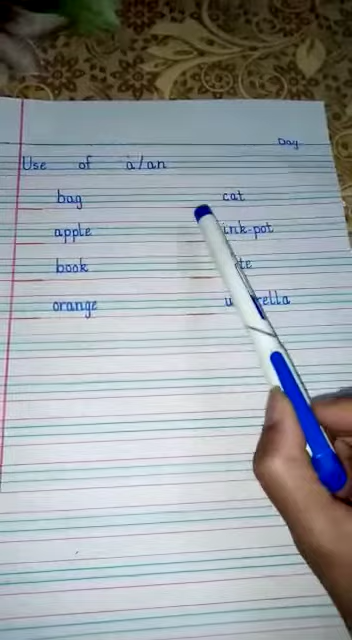 Day
Use of a/an
bag cat
apple ink-pot
book
orange